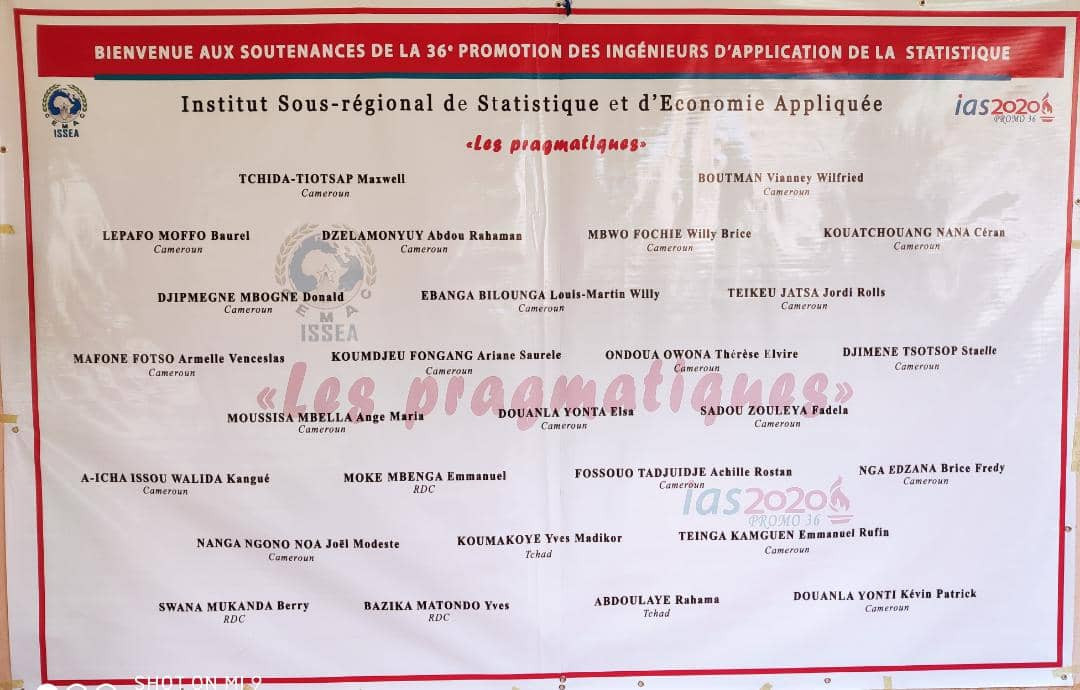 BIENVENUE AUX SOUTENANCES DE LA 36e PROMOTION DES INGÉNIEURS D'APPLICATION DE LA STATISTIQUE
Institut Sous-régional de Statistique et d'Economie Appliquée
CEMAC
ISSEA
ias2020
PROMO 36
«Les pragmatiques»
TCHIDA-TIOTSAP Maxwell
Cameroun
BOUTMAN Vianney Wilfried
Cameroun
LEPAFO MOFFO Baurel
Cameroun
DZELAMONYUY Abdou Rahaman
Cameroun
MBWO FOCHIE Willy Brice
Cameroun
KOUATCHOUANG NANA Céran
Cameroun
DJIPMEGNE MBOGNE Donald
Cameroun
EBANGA BILOUNGA Louis-Martin Willy
Cameroun
TEIKEU JATSA Jordi Rolls
Cameroun
CEMAC
ISSEA
MAFONE FOTSO Armelle Venceslas
Cameroun
KOUMDJEU FONGANG Ariane Saurele
Cameroun
ONDOUA OWONA Thérèse Elvire
Cameroun
DJIMENE TSOTSOP Staelle
Cameroun
«Les pragmatiques»
MOUSSISA MBELLA Ange Maria
Cameroun
DOUANLA YONTA Elsa
Cameroun
SADOU ZOULEYA Fadela
Cameroun
A-ICHA ISSOU WALIDA Kangué
Cameroun
MOKE MBENGA Emmanuel
RDC
FOSSOUO TADJUIDJE Achille Rostan
Cameroun
NGA EDZANA Brice Fredy
Cameroun
ias2020
PROMO 36
NANGA NGONO NOA Joël Modeste
Cameroun
KOUMAKOYE Yves Madikor
Tchad
TEINGA KAMGUEN Emmanuel Rufin
Cameroun
SWANA MUKANDA Berry
RDC
BAZIKA MATONDO Yves
RDC
ABDOULAYE Rahama
Tchad
DOUANLA YONTI Kévin Patrick
Cameroun
SHOT ON MI 9